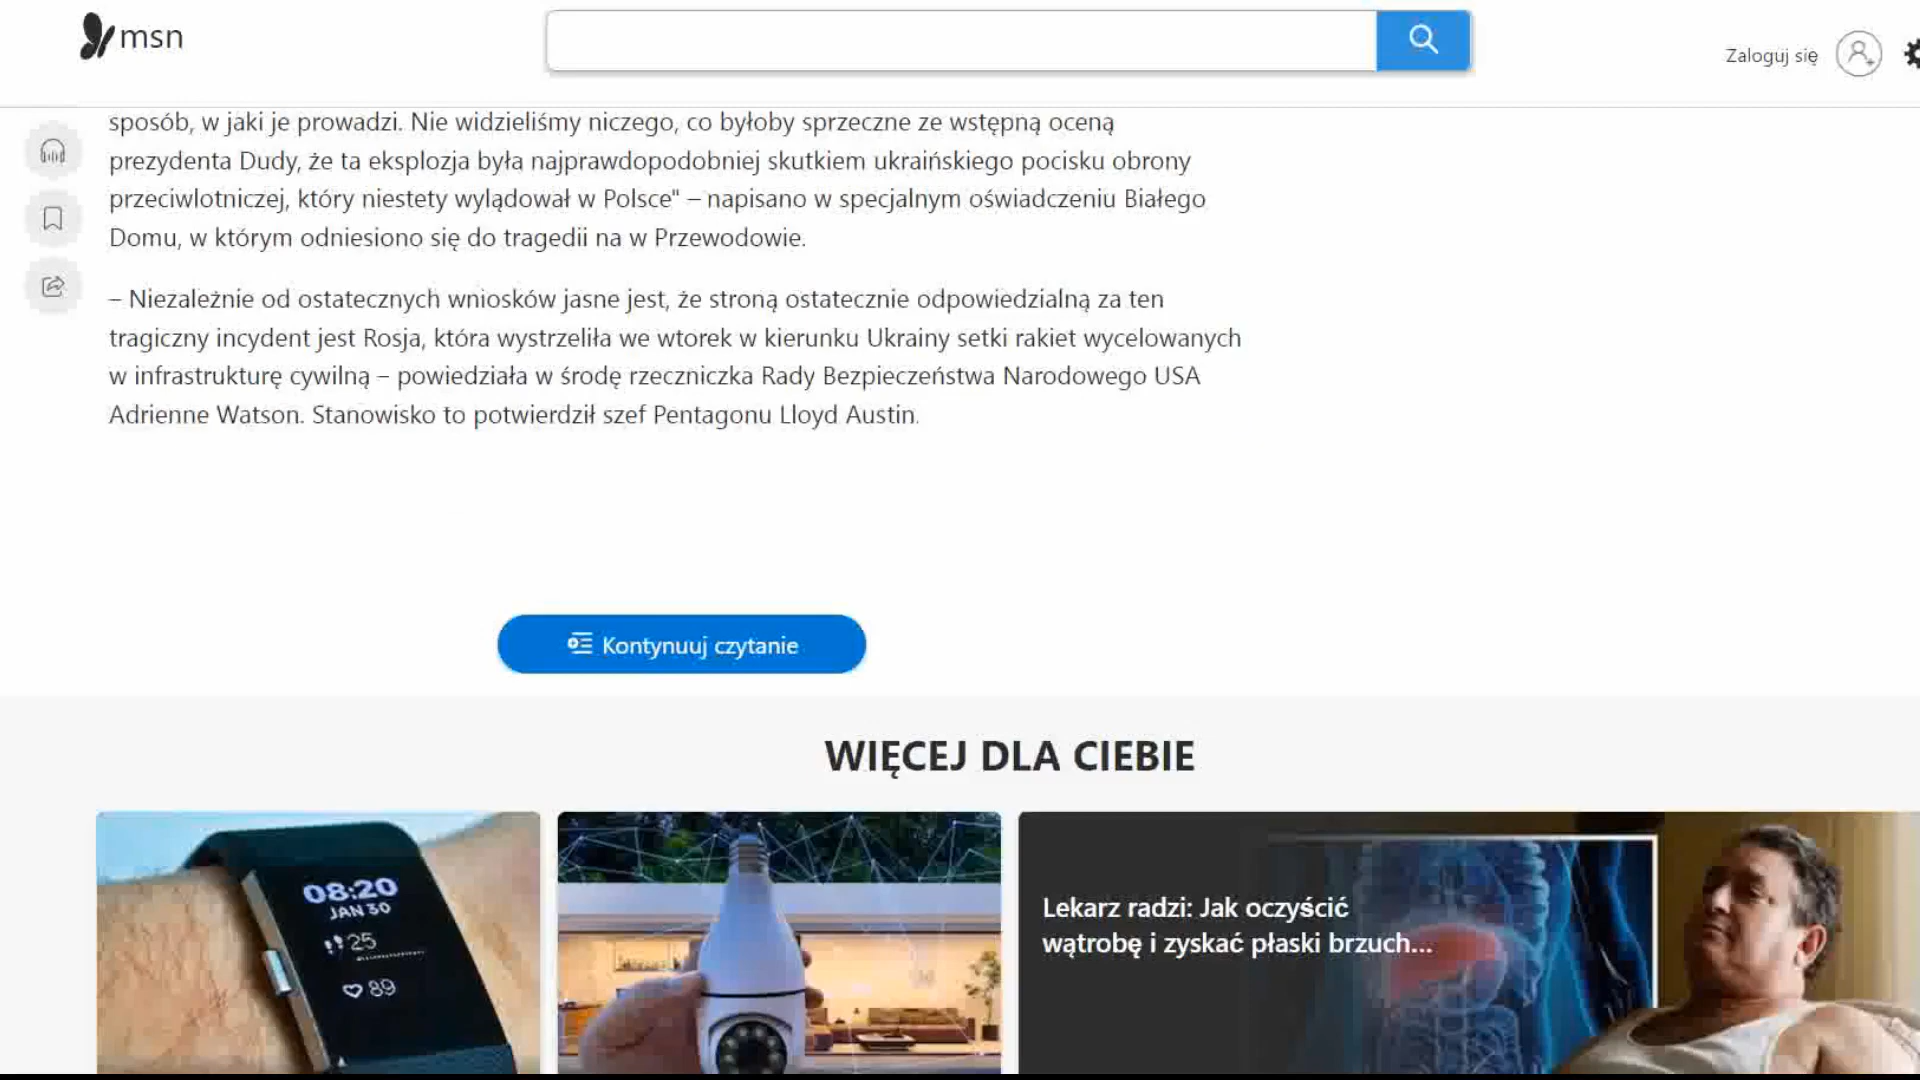 msn
Zaloguj się
sposób, w jaki je prowadzi. Nie widzieliśmy niczego, co byłoby sprzeczne ze wstępną oceną
prezydenta Dudy, że ta eksplozja była najprawdopodobniej skutkiem ukraińskiego pocisku obrony
przeciwlotniczej, który niestety wylądował w Polsce" – napisano w specjalnym oświadczeniu Białego
Domu, w którym odniesiono się do tragedii na w Przewodowie.
– Niezależnie od ostatecznych wniosków jasne jest, że stroną ostatecznie odpowiedzialną za ten
tragiczny incydent jest Rosja, która wystrzeliła we wtorek w kierunku Ukrainy setki rakiet wycelowanych
w infrastrukturę cywilną – powiedziała w środę rzeczniczka Rady Bezpieczeństwa Narodowego USA
Adrienne Watson. Stanowisko to potwierdził szef Pentagonu Lloyd Austin.
Kontynuuj czytanie
WIĘCEJ DLA CIEBIE
08:20
JAN 30
25
89
Lekarz radzi: Jak oczyścić
wątrobę i zyskać płaski brzuch...